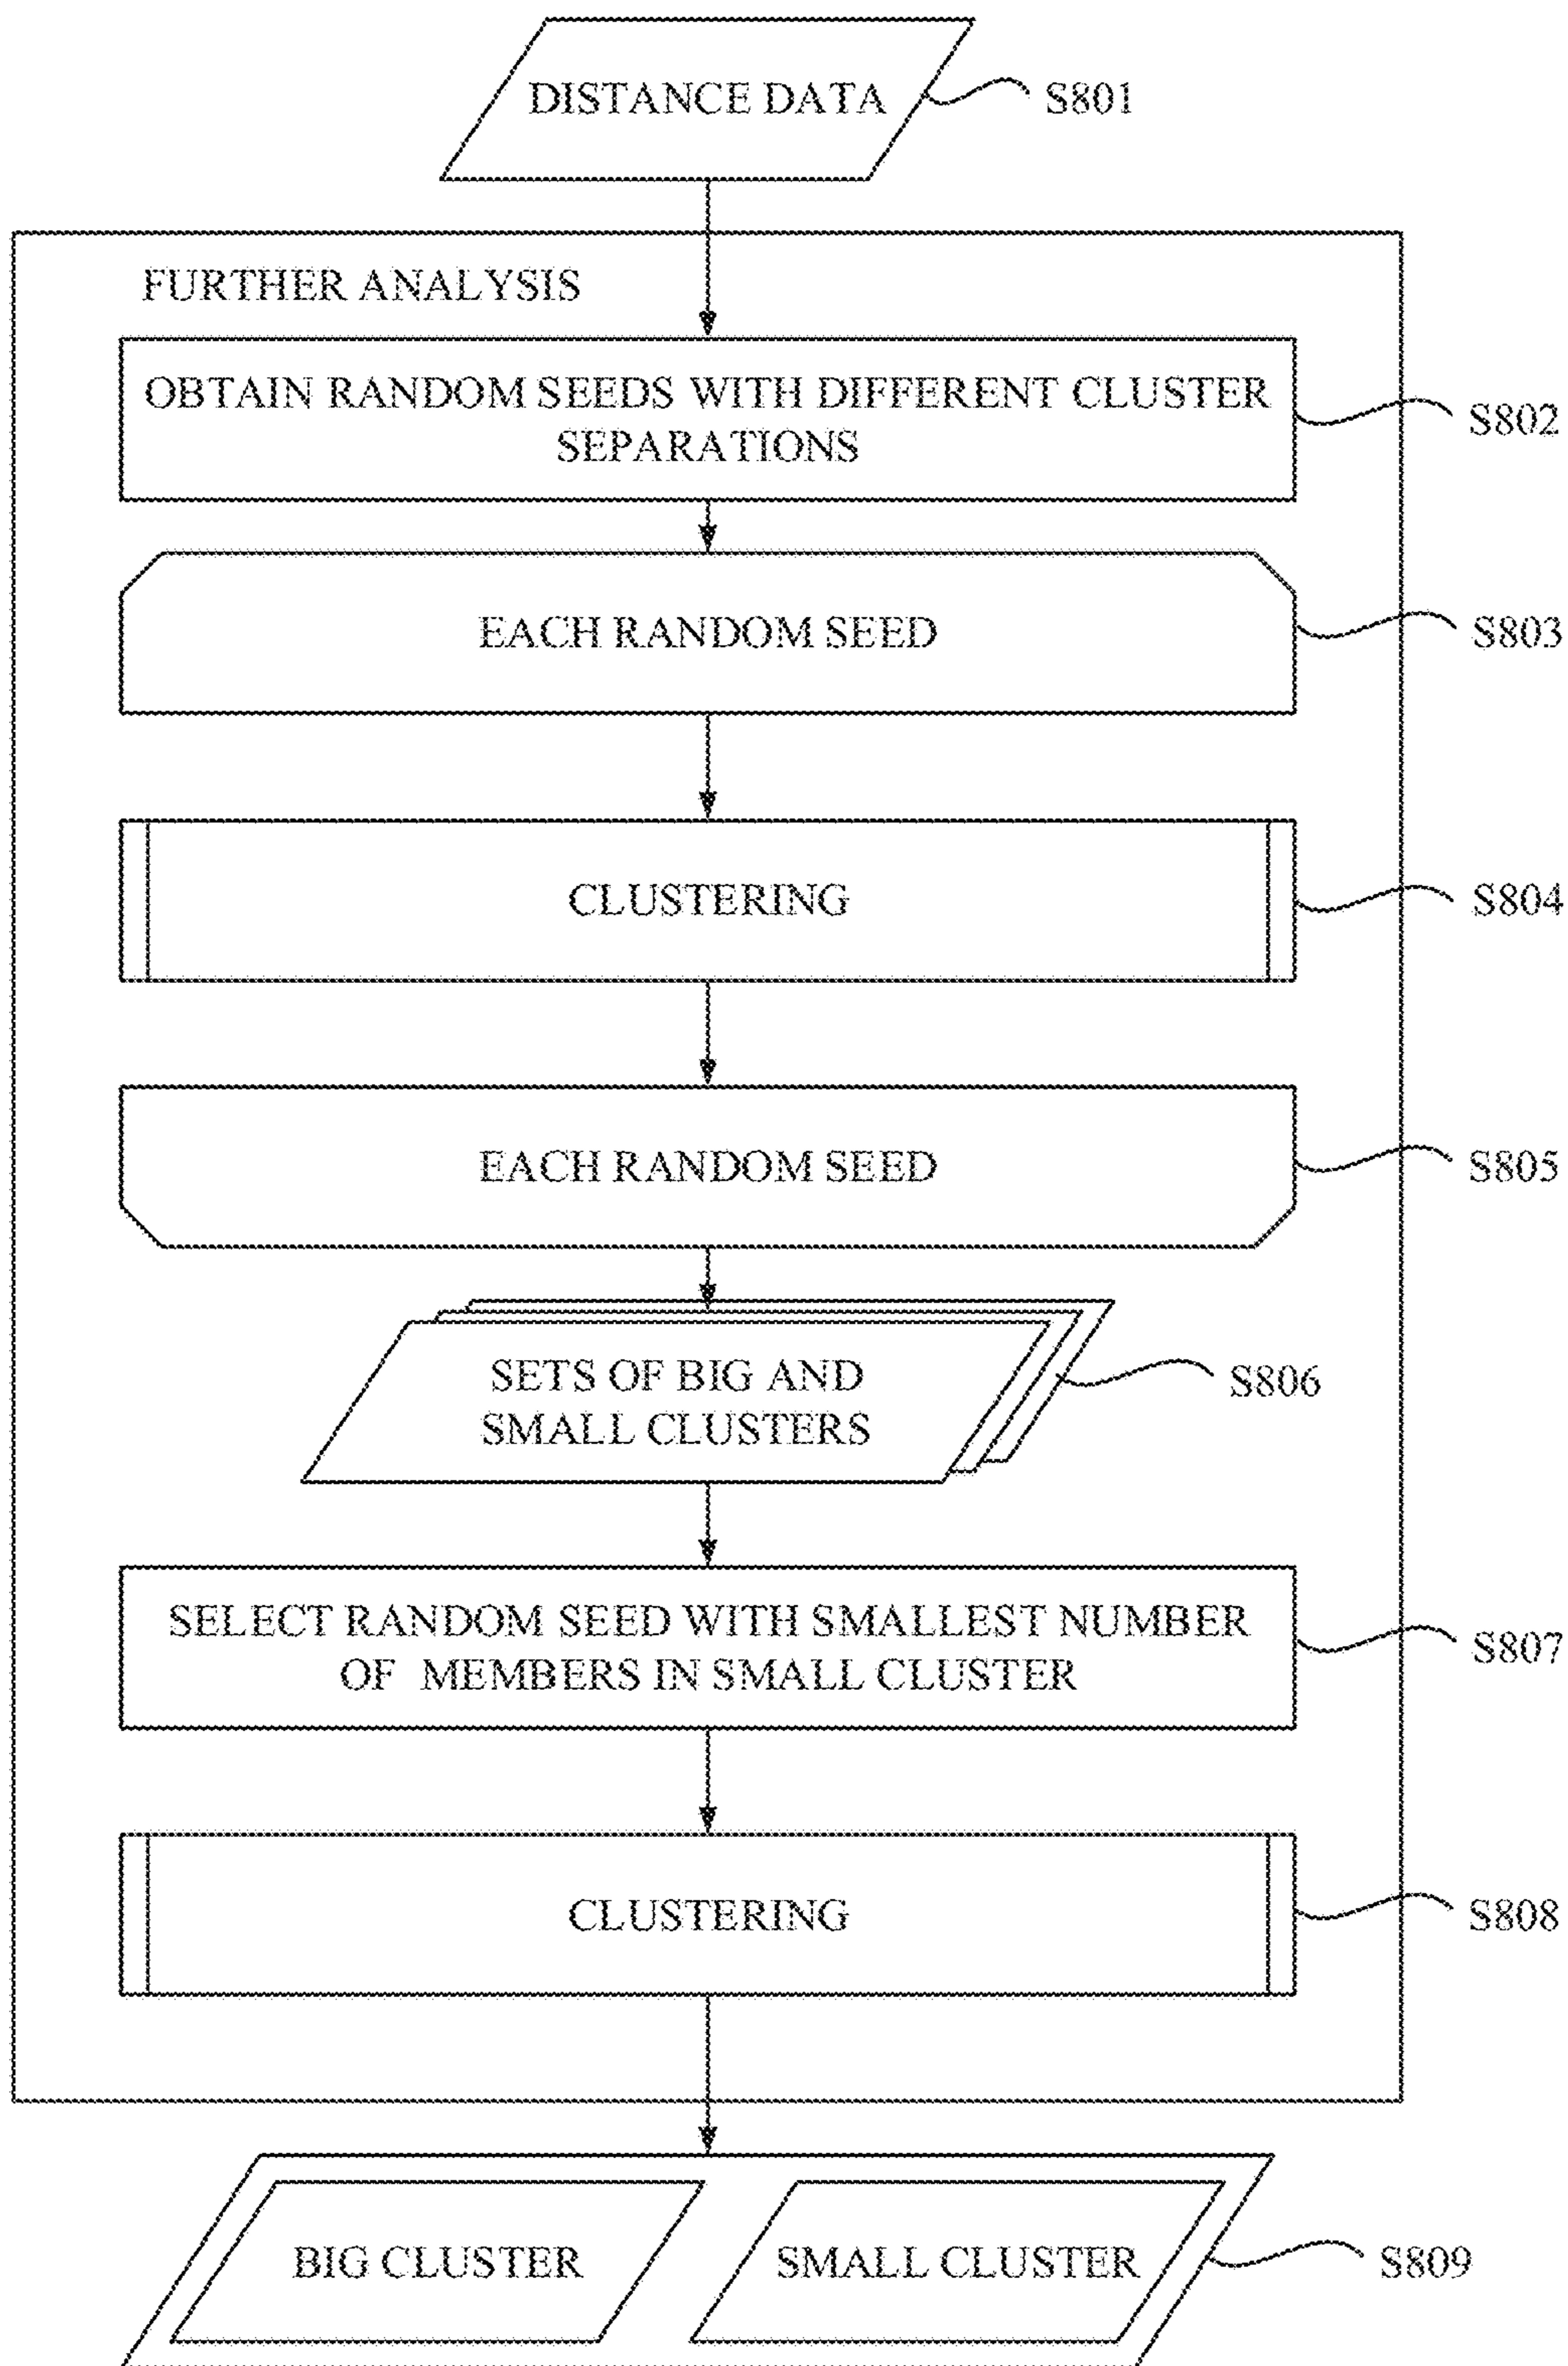 DISTANCE DATA
S801
FURTHER ANALYSIS
OBTAIN RANDOM SEEDS WITH DIFFERENT CLUSTER
SEPARATIONS
S802
EACH RANDOM SEED
S803
CLUSTERING
S804
EACH RANDOM SEED
S805
SETS OF BIG AND
SMALL CLUSTERS
S806
SELECT RANDOM SEED WITH SMALLEST NUMBER
OF MEMBERS IN SMALL CLUSTER
S807
CLUSTERING
S808
BIG CLUSTER
SMALL CLUSTER
S809